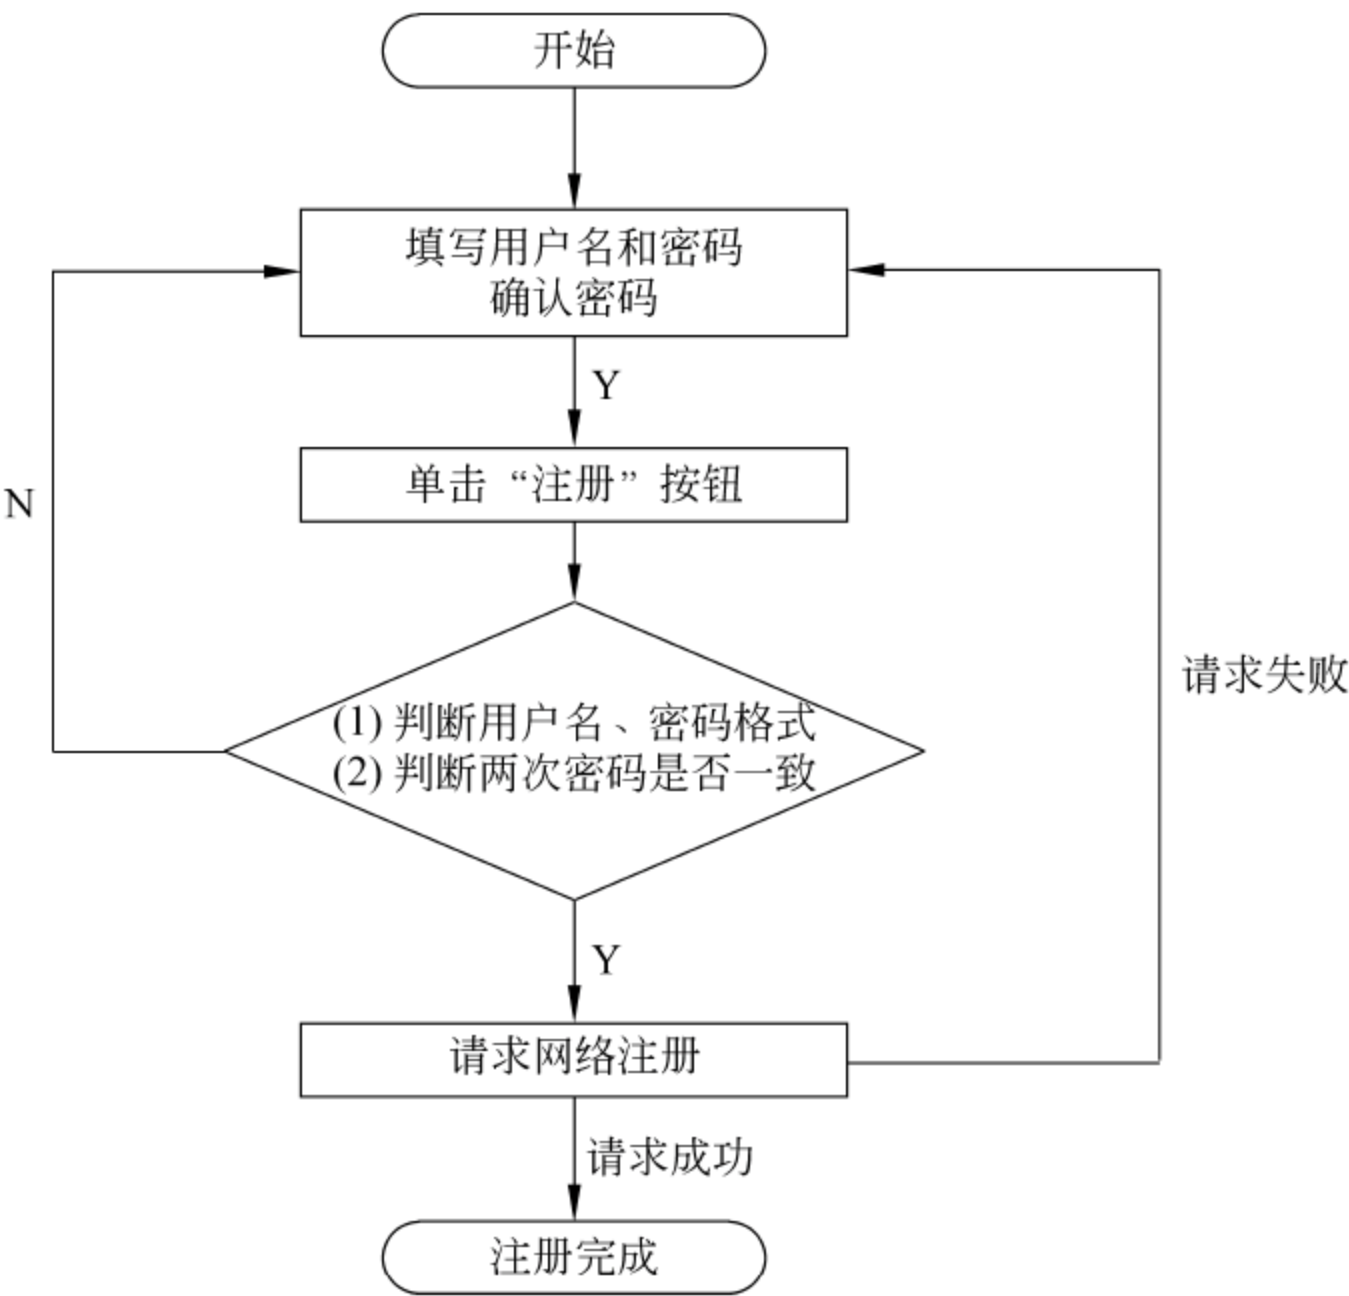 开始
填写用户名和密码
确认密码
Y
单击“注册”按钮
N
请求失败
(1) 判断用户名、密码格式
(2) 判断两次密码是否一致
Y
请求网络注册
请求成功
注册完成